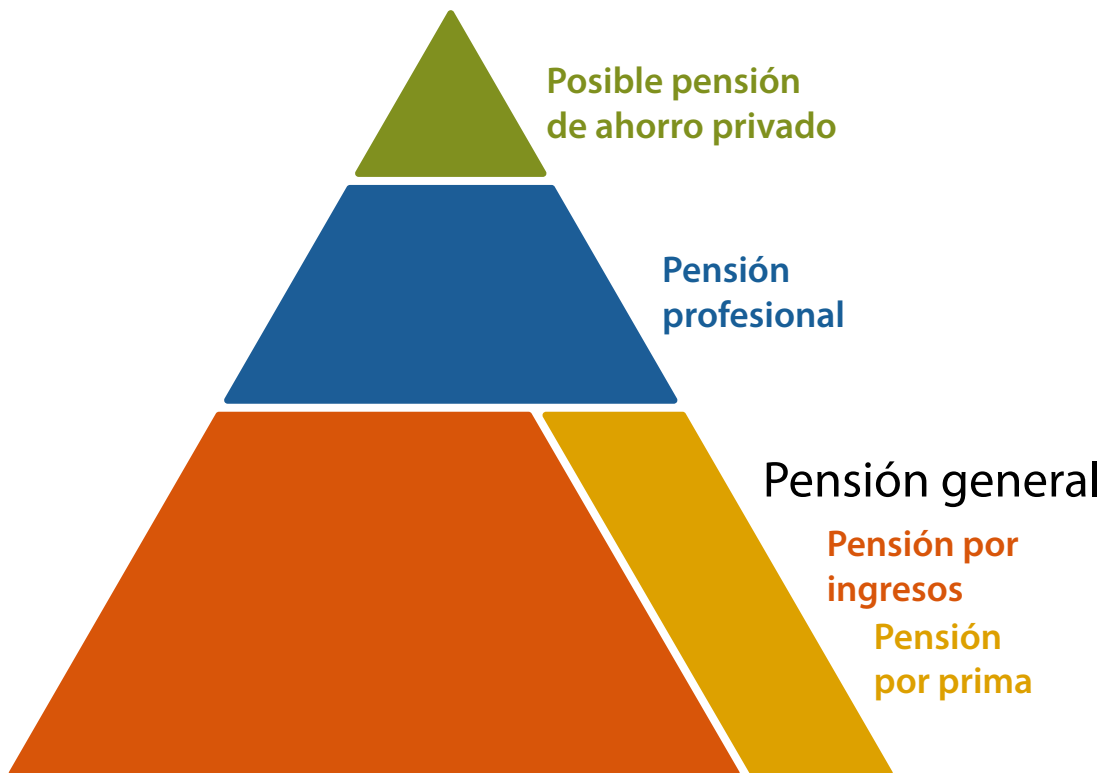 Posible pensión
de ahorro privado
Pensión
profesional
Pensión general
Pensión por
ingresos
Pensión
por prima